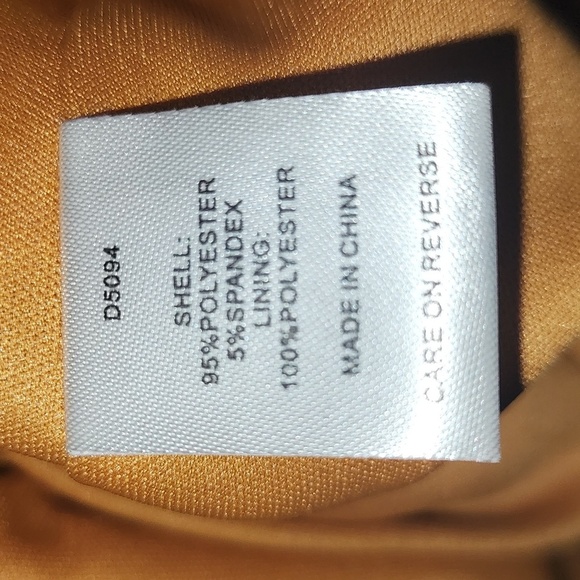 D5094
SHELL:
95%POLYESTER
5%SPANDEX
LINING:
100%POLYESTER
MADE IN CHINA
CARE ON REVERSE